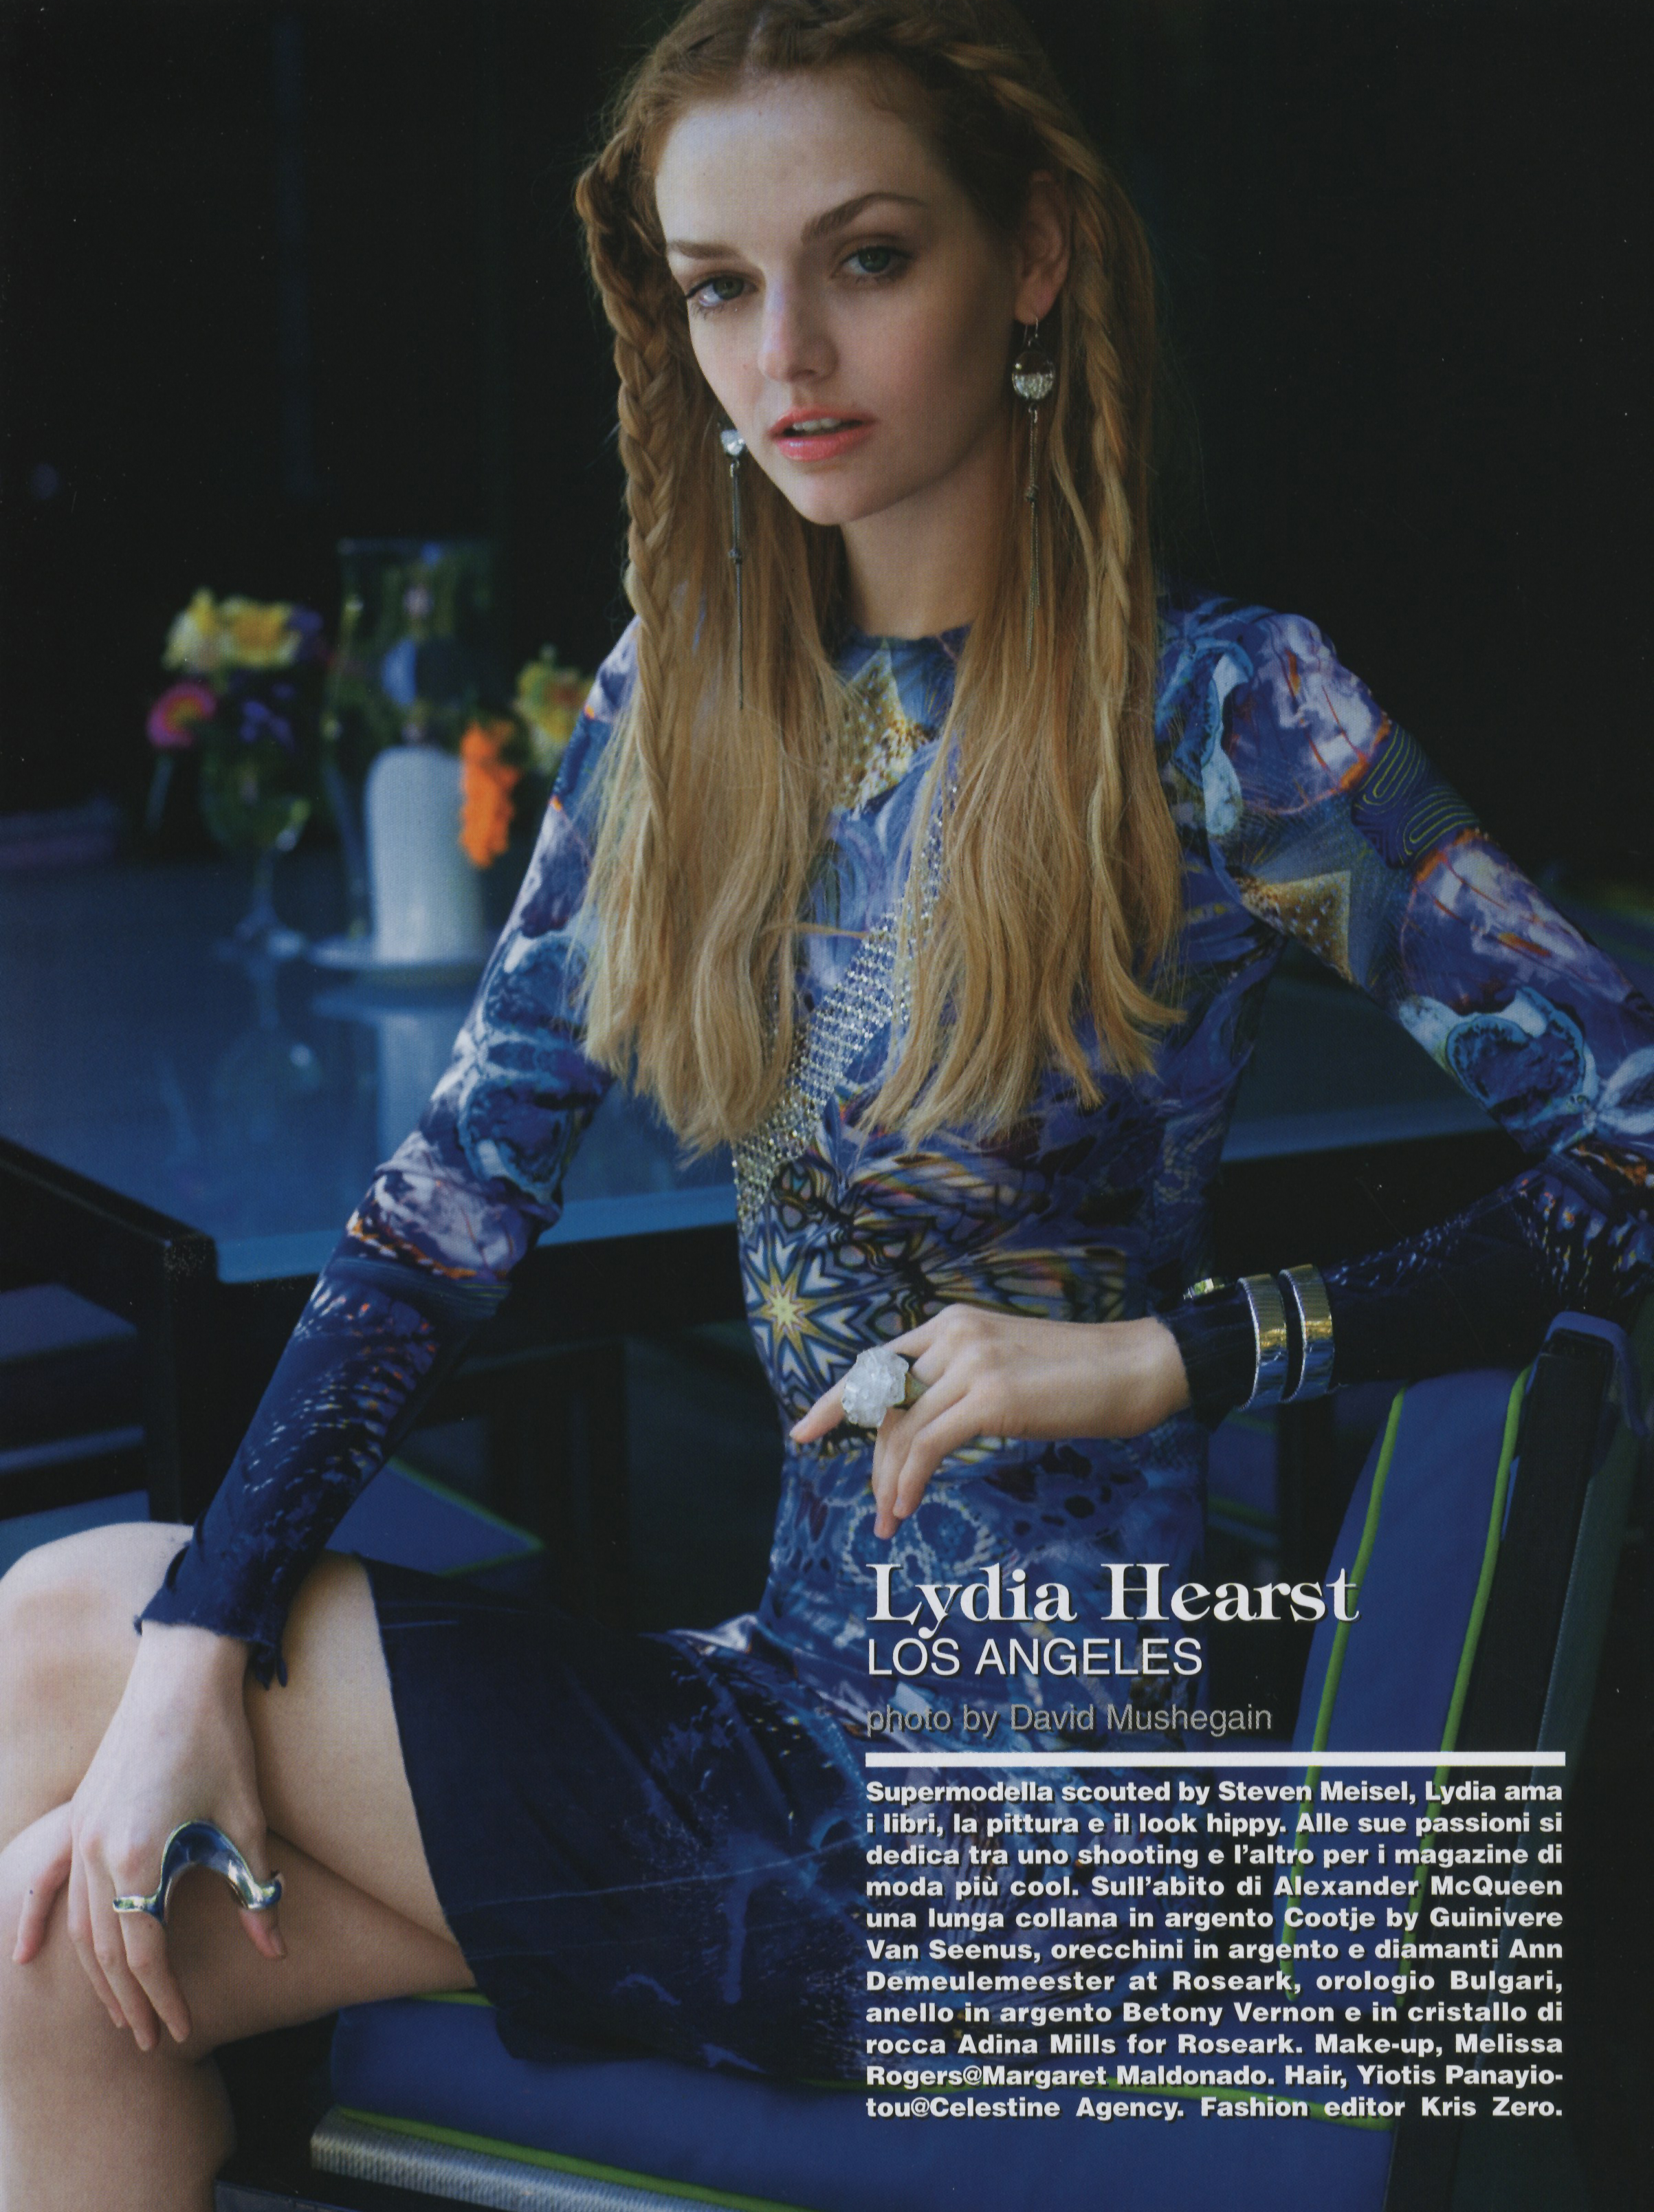 Lydia Hearst
LOS ANGELES
photo by David Mushegain
Supermodella scouted by Steven Meisel, Lydia ama
i libri, la pittura e il look hippy. Alle sue passioni si
dedica tra uno shooting e l'altro per i magazine di
moda più cool. Sull'abito di Alexander McQueen
una lunga collana in argento Cootje by Guinivere
Van Seenus, orecchini in argento e diamanti Ann
Demeulemeester at Roseark, orologio Bulgari,
anello in argento Betony Vernon e in cristallo di
rocca Adina Mills for Roseark. Make-up, Melissa
Rogers@Margaret Maldonado. Hair, Yiotis Panayio-
tou@Celestine Agency. Fashion editor Kris Zero.